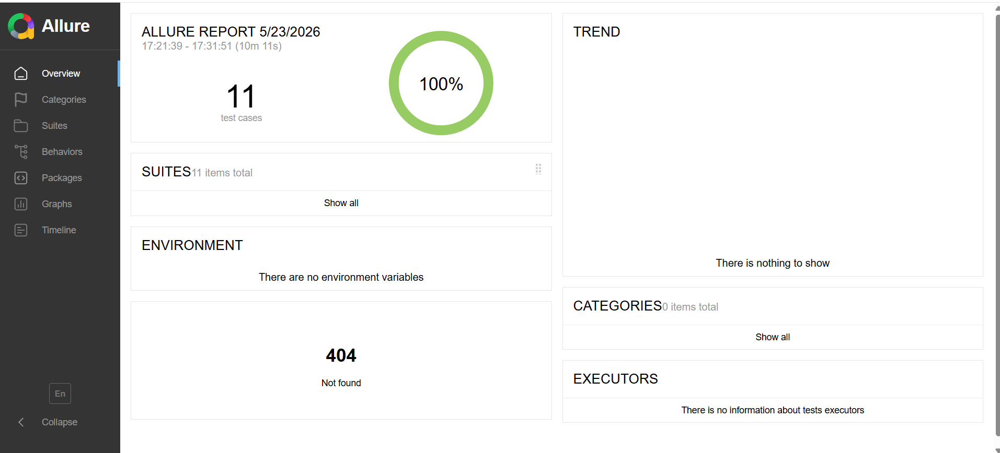 Allure
Overview
Categories
Suites
Behaviors
Packages
Graphs
Timeline
En
Collapse
ALLURE REPORT 5/23/2026
17:21:39 - 17:31:51 (10m 11s)
11
test cases
100%
SUITES11 items total
Show all
ENVIRONMENT
There are no environment variables
404
Not found
TREND
There is nothing to show
CATEGORIES0 items total
Show all
EXECUTORS
There is no information about tests executors